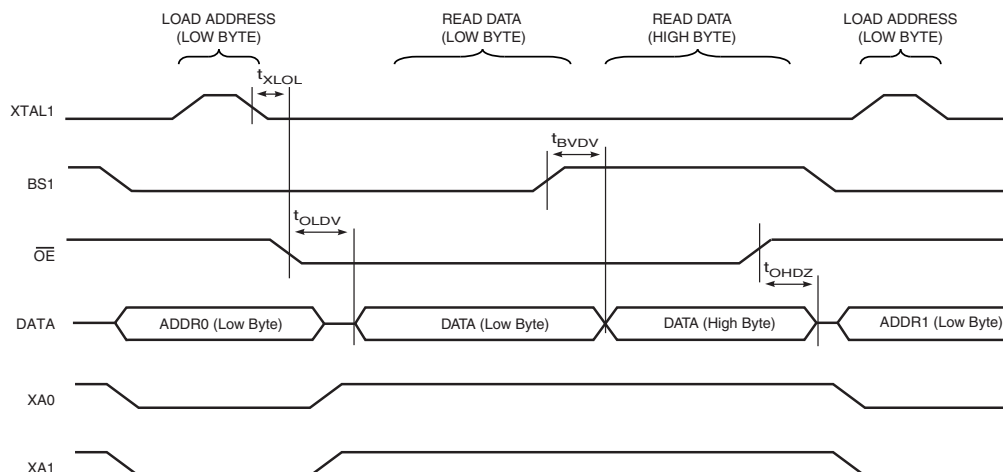 LOAD ADDRESS
(LOW BYTE)
READ DATA
(LOW BYTE)
READ DATA
(HIGH BYTE)
LOAD ADDRESS
(LOW BYTE)
tXLOL
XTAL1
tBVDV
BS1
tOLDV
OE
tOHDZ
DATA
ADDR0 (Low Byte)
DATA (Low Byte)
DATA (High Byte)
ADDR1 (Low Byte)
XA0
XA1